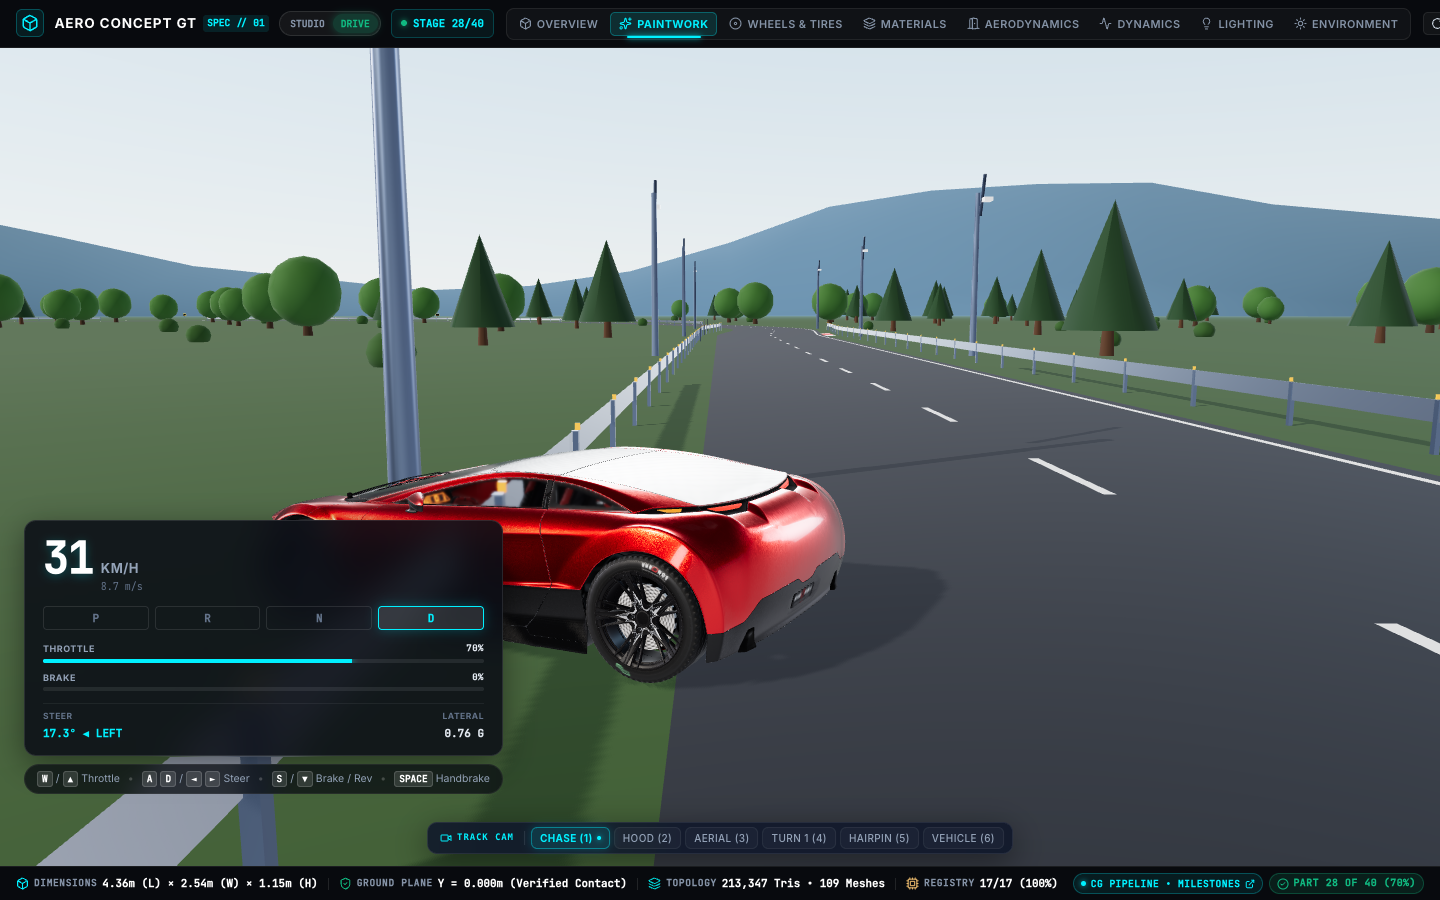 AERO CONCEPT GT SPEC // 01 STUDIO DRIVE STAGE 28/40 OVERVIEW PAINTWORK WHEELS & TIRES MATERIALS AERODYNAMICS DYNAMICS LIGHTING ENVIRONMENT
31 KM/H
8.7 m/s
P R N D
THROTTLE 70%
BRAKE 0%
STEER LATERAL
17.3° ◄ LEFT 0.76 G
W / ▲ Throttle • A D / ◄ ► Steer • S / ▼ Brake / Rev • SPACE Handbrake
TRACK CAM CHASE (1) HOOD (2) AERIAL (3) TURN 1 (4) HAIRPIN (5) VEHICLE (6)
DIMENSIONS 4.36m (L) × 2.54m (W) × 1.15m (H) GROUND PLANE Y = 0.000m (Verified Contact) TOPOLOGY 213,347 Tris • 109 Meshes REGISTRY 17/17 (100%) CG PIPELINE • MILESTONES PART 28 OF 40 (70%)